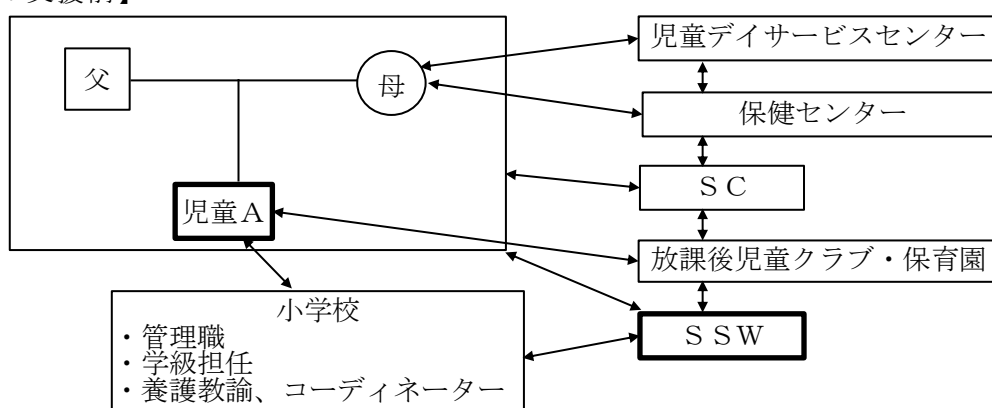 父
母
児童Ａ
児童デイサービスセンター
保健センター
ＳＣ
放課後児童クラブ・保育園
ＳＳＷ
小学校
・管理職
・学級担任
・養護教諭、コーディネーター